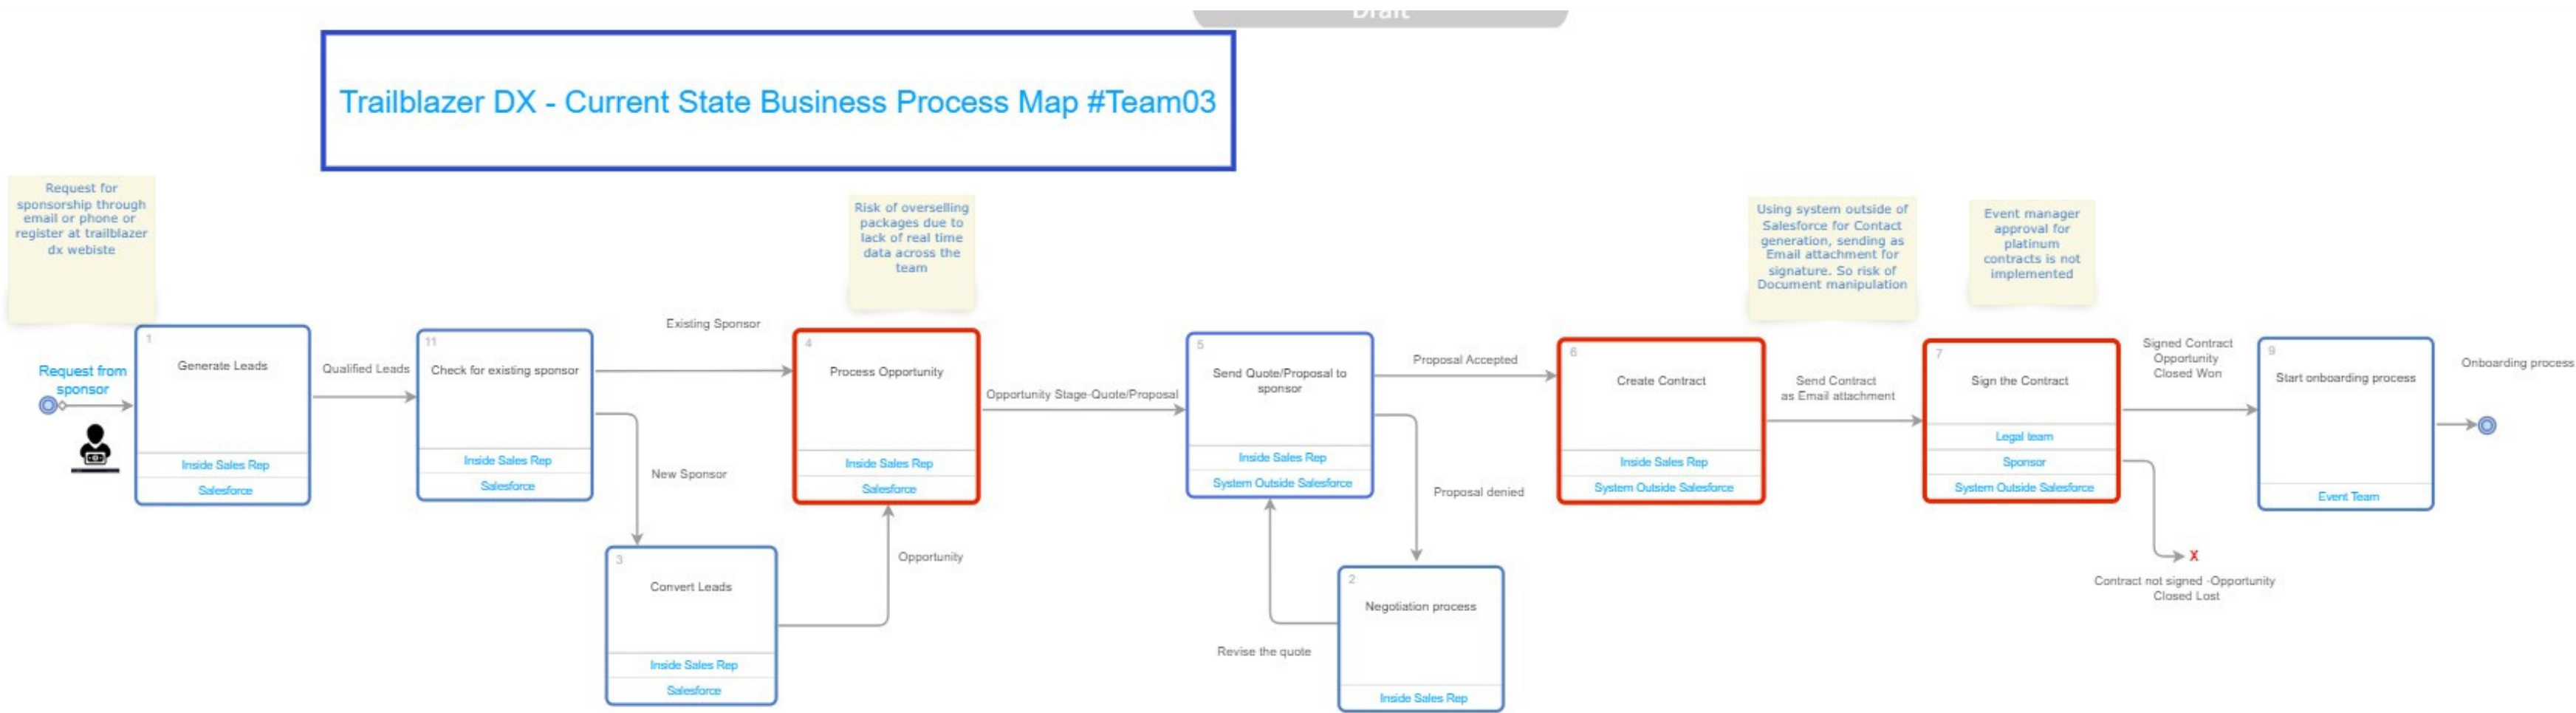 Draft
Trailblazer DX - Current State Business Process Map #Team03
Request for
sponsorship through
email or phone or
register at trailblazer
dx webiste
Risk of overselling
packages due to
lack of real time
data across the
team
Using system outside of
Salesforce for Contact
generation, sending as
Email attachment for
signature. So risk of
Document manipulation
Event manager
approval for
platinum
contracts is not
implemented
Request from
sponsor
1
Generate Leads
Inside Sales Rep
Salesforce
Qualified Leads
11
Check for existing sponsor
Inside Sales Rep
Salesforce
Existing Sponsor
New Sponsor
3
Convert Leads
Inside Sales Rep
Salesforce
Opportunity
4
Process Opportunity
Inside Sales Rep
Salesforce
Opportunity Stage-Quote/Proposal
5
Send Quote/Proposal to
sponsor
Inside Sales Rep
System Outside Salesforce
Proposal Accepted
Proposal denied
2
Negotiation process
Inside Sales Rep
Revise the quote
6
Create Contract
Inside Sales Rep
System Outside Salesforce
Send Contract
as Email attachment
7
Sign the Contract
Legal team
Sponsor
System Outside Salesforce
Signed Contract
Opportunity
Closed Won
X
Contract not signed -Opportunity
Closed Lost
9
Start onboarding process
Event Team
Onboarding process